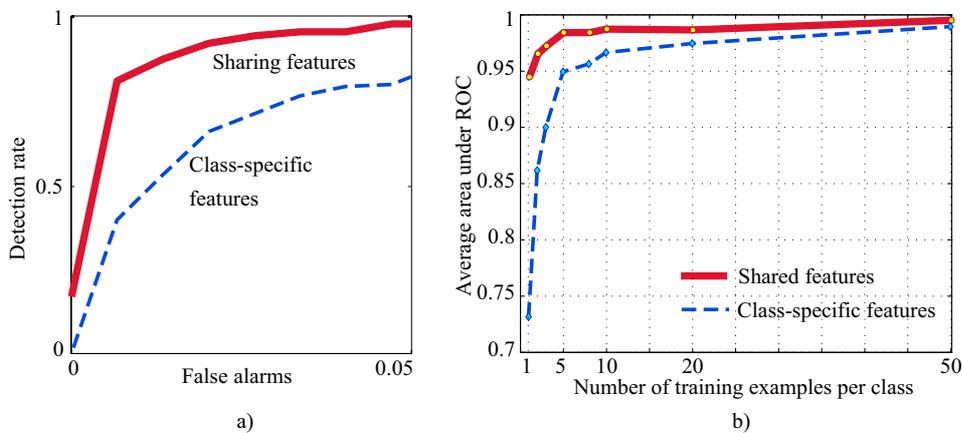 1
0.5
0
Detection rate
Sharing features
Class-specific
features
0
0.05
False alarms
a)
1
0.95
0.9
0.85
0.8
0.75
0.7
Average area under ROC
Shared features
Class-specific features
1 5 10 20 50
Number of training examples per class
b)